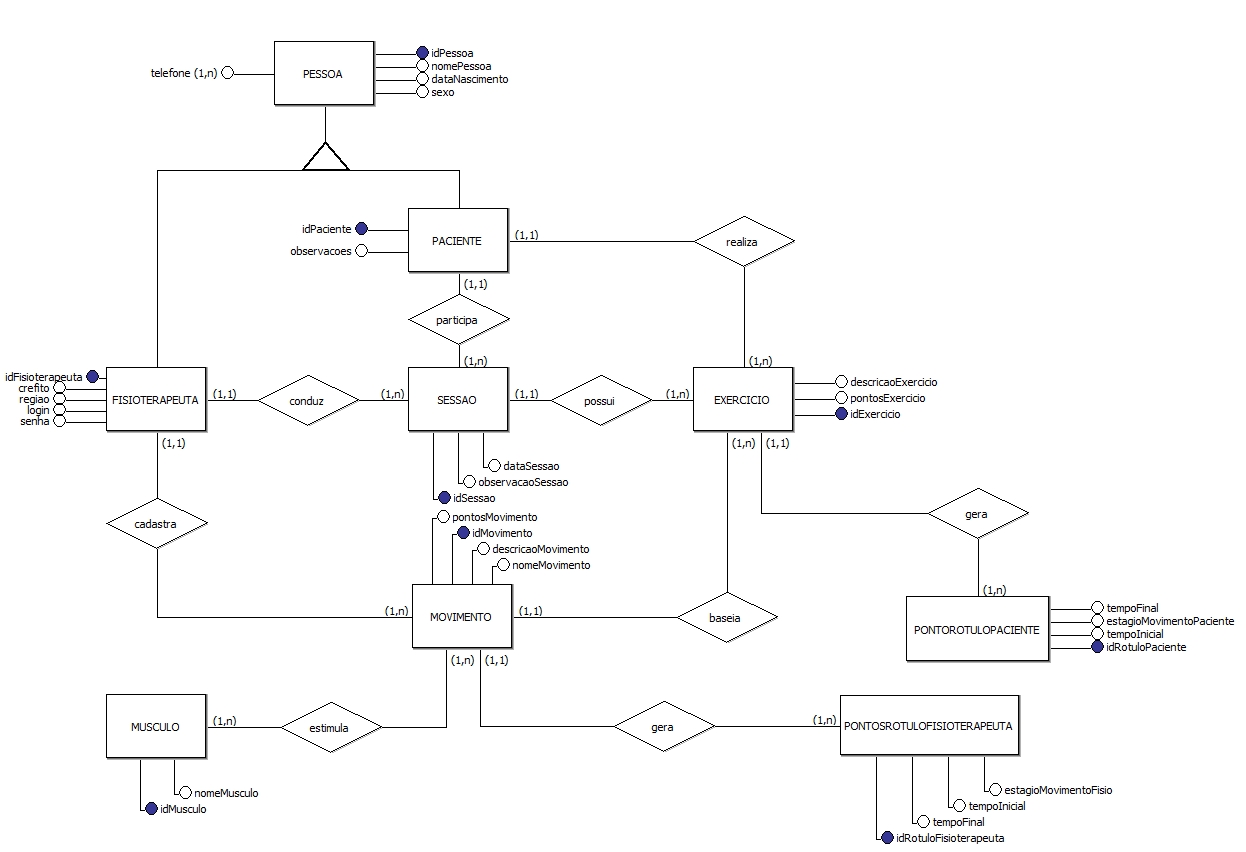 idPessoa
nomePessoa
telefone (1,n)
PESSOA
dataNascimento
sexo
idPaciente
PACIENTE
(1,1)
realiza
observacoes
(1,1)
participa
(1,n)
(1,n)
idFisioterapeuta
crefito
regiao
login
senha
FISIOTERAPEUTA
(1,1)
conduz
(1,n)
SESSAO
(1,1)
possui
(1,n)
EXERCICIO
descricaoExercicio
pontosExercicio
idExercicio
(1,1)
(1,n)
(1,1)
dataSessao
observacaoSessao
idSessao
pontosMovimento
idMovimento
descricaoMovimento
nomeMovimento
cadastra
gera
(1,n)
(1,n)
MOVIMENTO
(1,1)
baseia
PONTOROTULOPACIENTE
tempoFinal
estagioMovimentoPaciente
tempoInicial
idRotuloPaciente
(1,n)
(1,1)
MUSCULO
(1,n)
estimula
gera
(1,n)
PONTOSROTULOFISIOTERAPEUTA
nomeMusculo
idMusculo
estagioMovimentoFisio
tempoInicial
tempoFinal
idRotuloFisioterapeuta